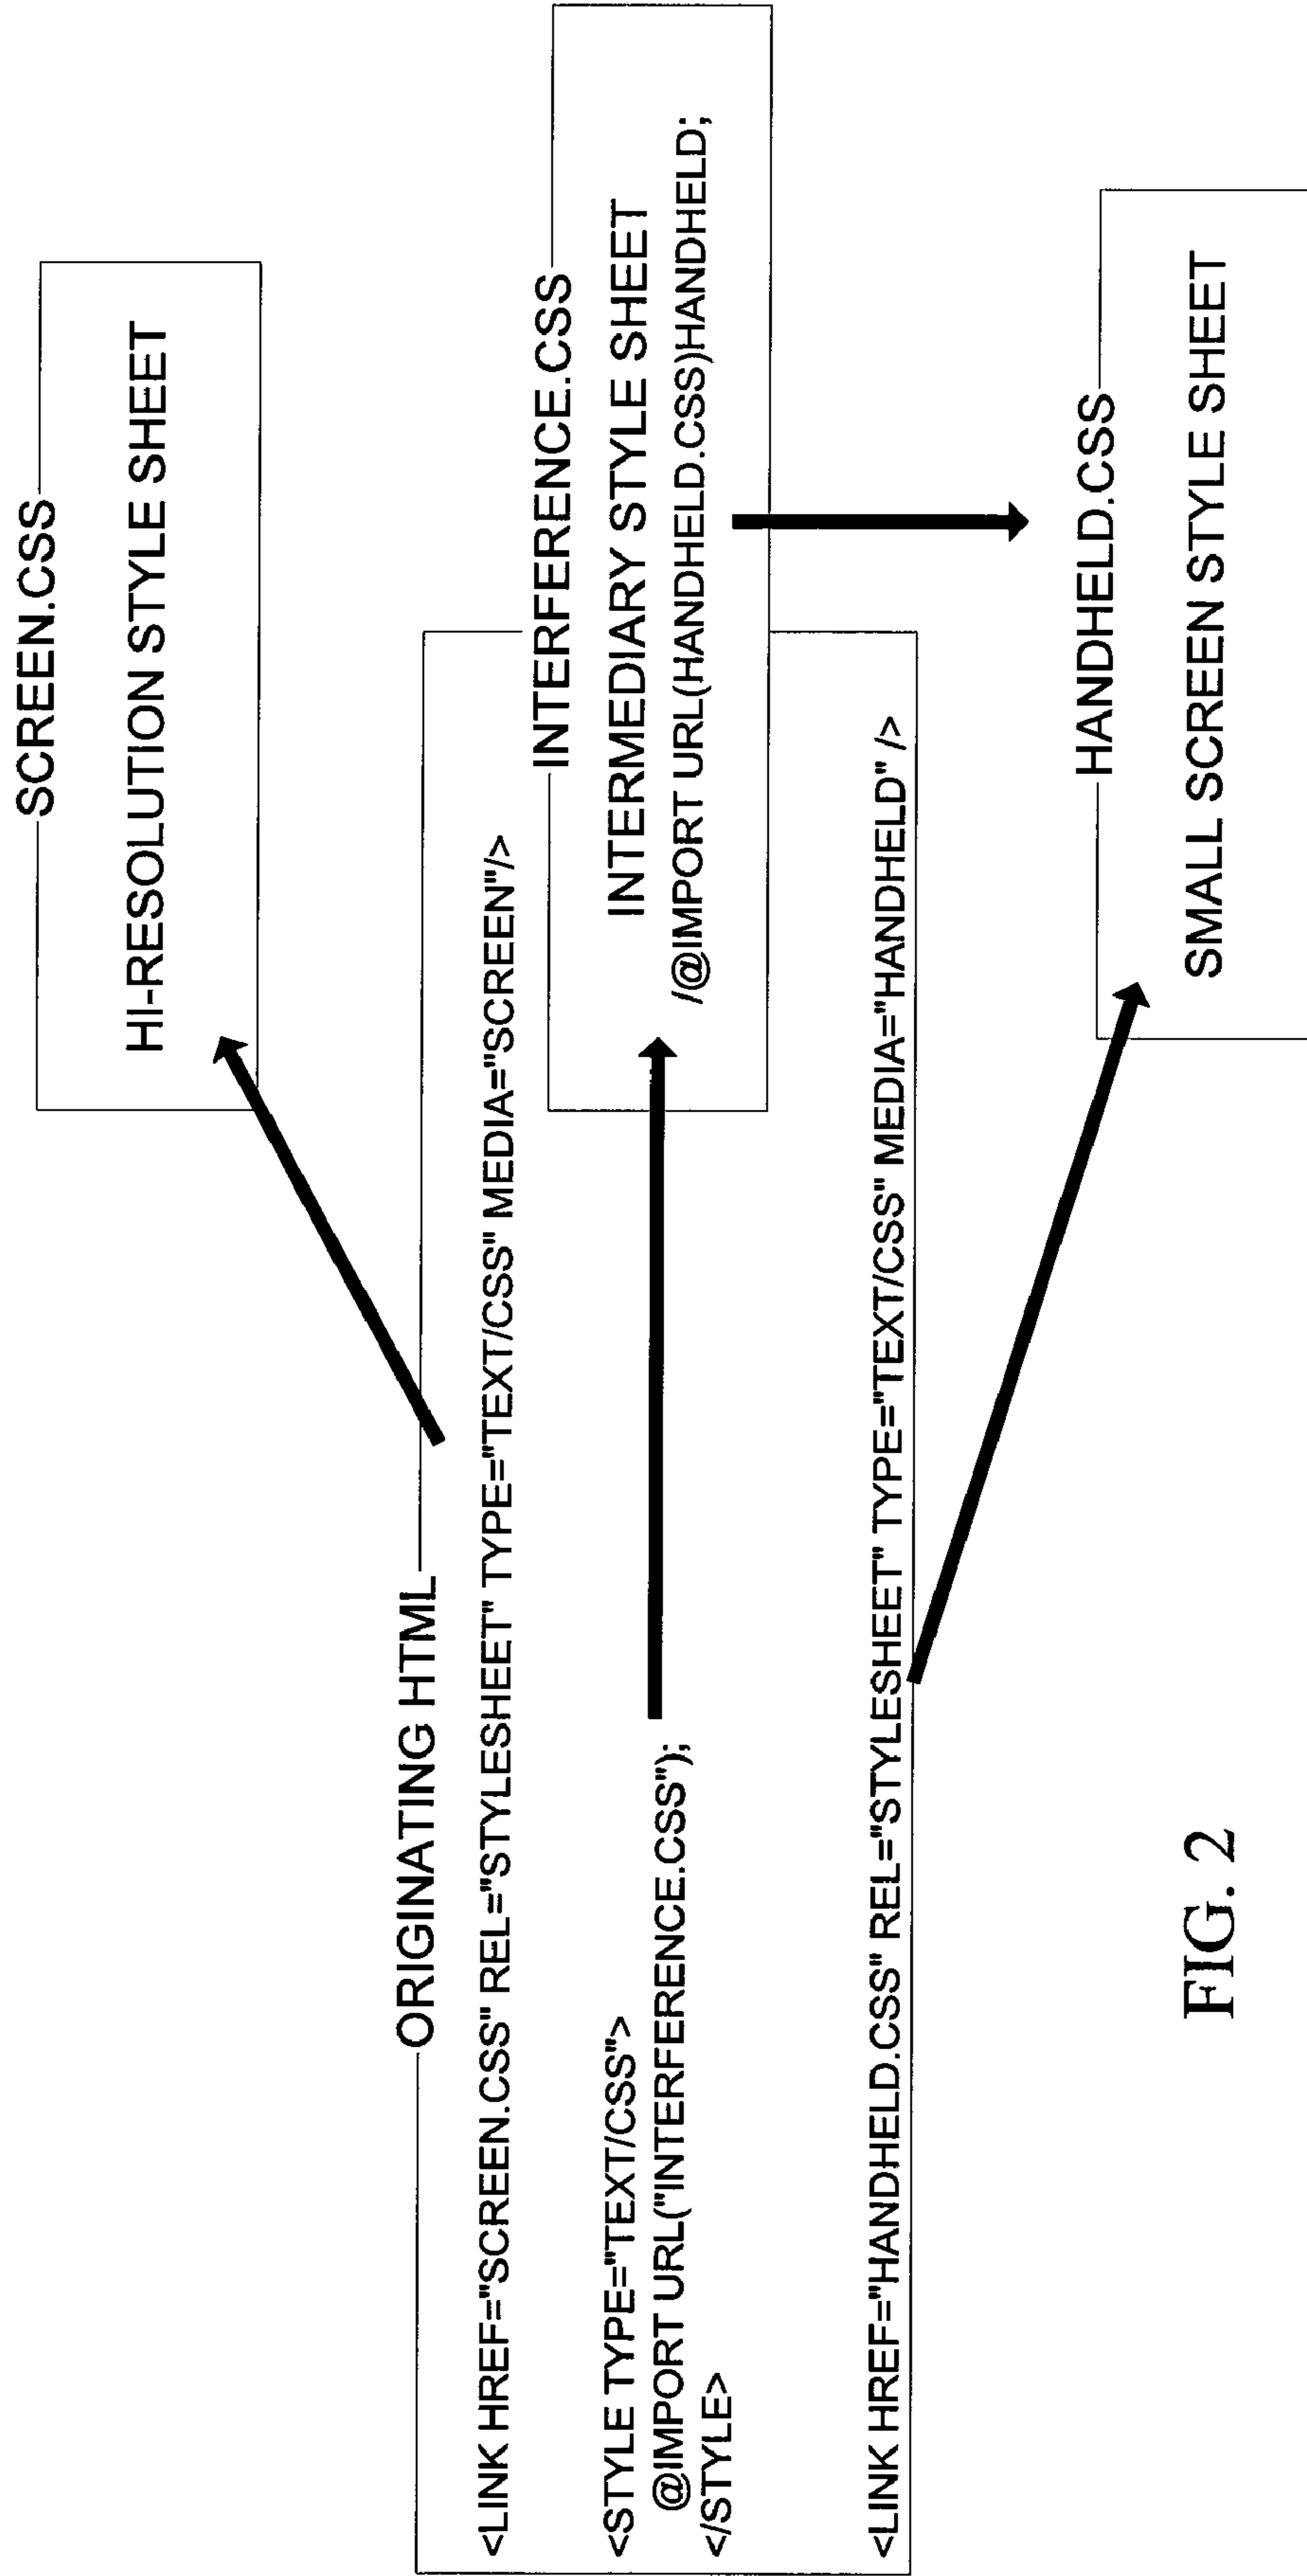 SCREEN.CSS
HI-RESOLUTION STYLE SHEET
ORIGINATING HTML
<LINK HREF="SCREEN.CSS" REL="STYLESHEET" TYPE="TEXT/CSS" MEDIA="SCREEN"/>
<STYLE TYPE="TEXT/CSS">
@IMPORT URL("INTERFERENCE.CSS");
</STYLE>
<LINK HREF="HANDHELD.CSS" REL="STYLESHEET" TYPE="TEXT/CSS" MEDIA="HANDHELD" />
INTERFERENCE.CSS
INTERMEDIARY STYLE SHEET
/@IMPORT URL(HANDHELD.CSS)HANDHELD;
HANDHELD.CSS
SMALL SCREEN STYLE SHEET
FIG. 2